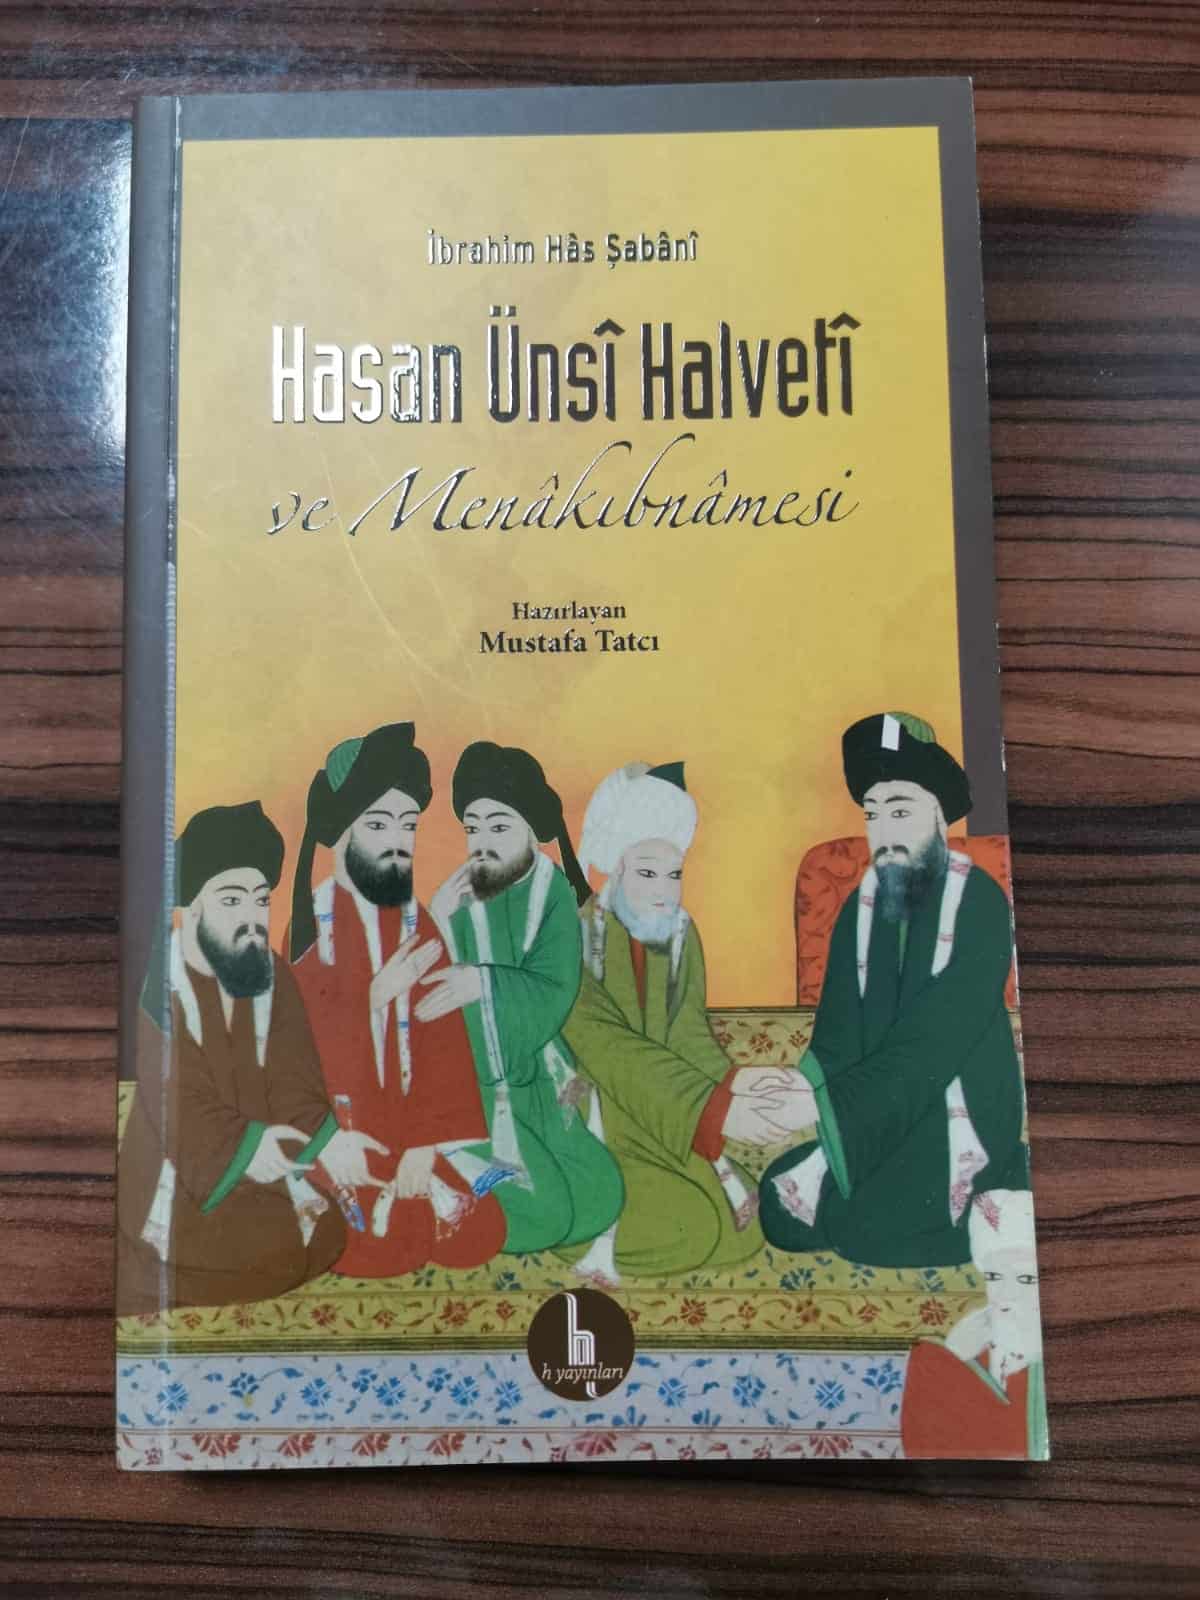 İbrahim Hâs Şabânî
Hasan Ünsî Halvetî
ve Menâkıbnâmesi
Hazırlayan
Mustafa Tatcı
h yayınları